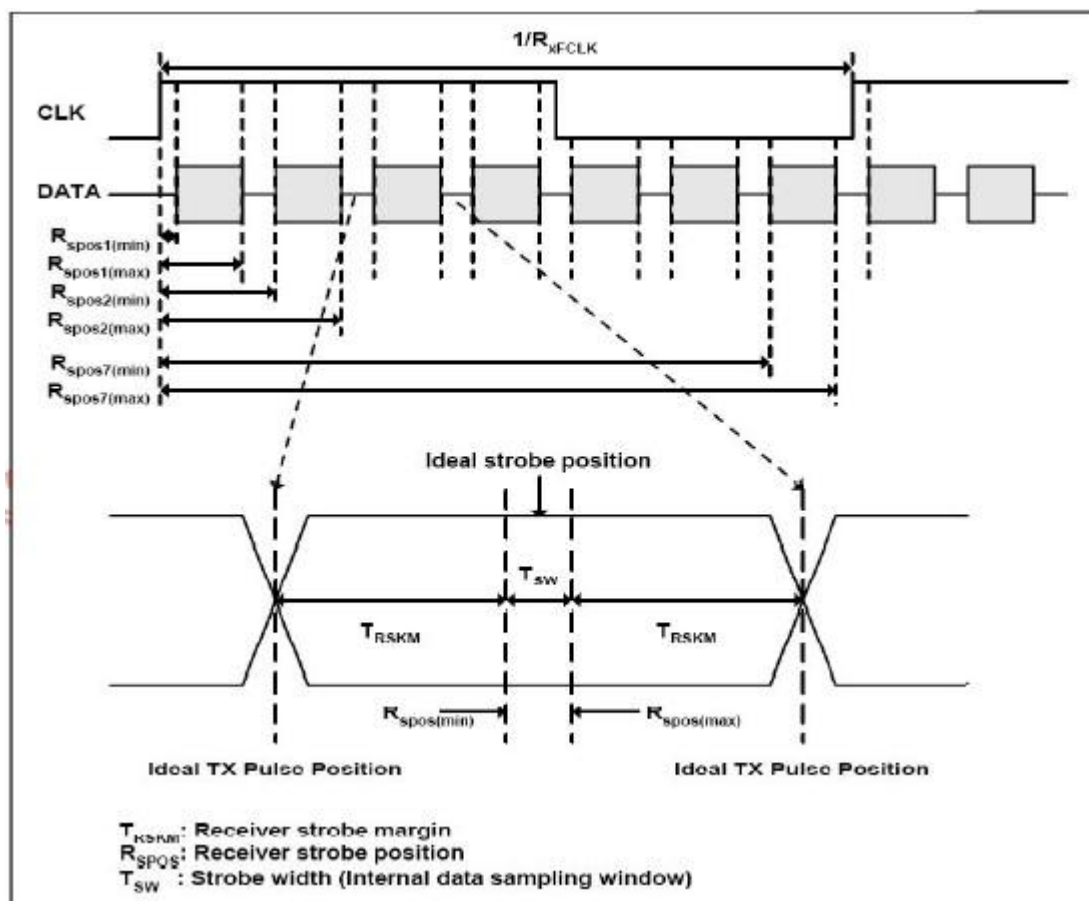 1/RxFCLK
CLK
DATA
Rspos1(min)
Rspos1(max)
Rspos2(min)
Rspos2(max)
Rspos7(min)
Rspos7(max)
Ideal strobe position
TSW
TRSKM TRSKM
Rspos(min) Rspos(max)
Ideal TX Pulse Position Ideal TX Pulse Position
TRSKM: Receiver strobe margin
RSPOS: Receiver strobe position
TSW : Strobe width (Internal data sampling window)